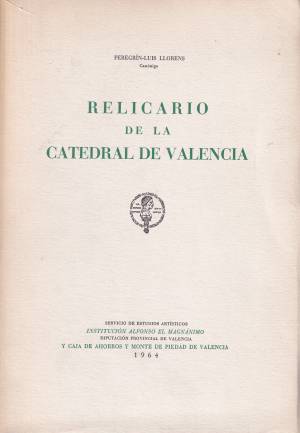 PEREGRÍN-LUIS LLORENS
Canónigo
RELICARIO
DE LA
CATEDRAL DE VALENCIA
SERVICIO DE ESTUDIOS ARTÍSTICOS
INSTITUCIÓN ALFONSO EL MAGNÁNIMO
DIPUTACIÓN PROVINCIAL DE VALENCIA
Y CAJA DE AHORROS Y MONTE DE PIEDAD DE VALENCIA
1964